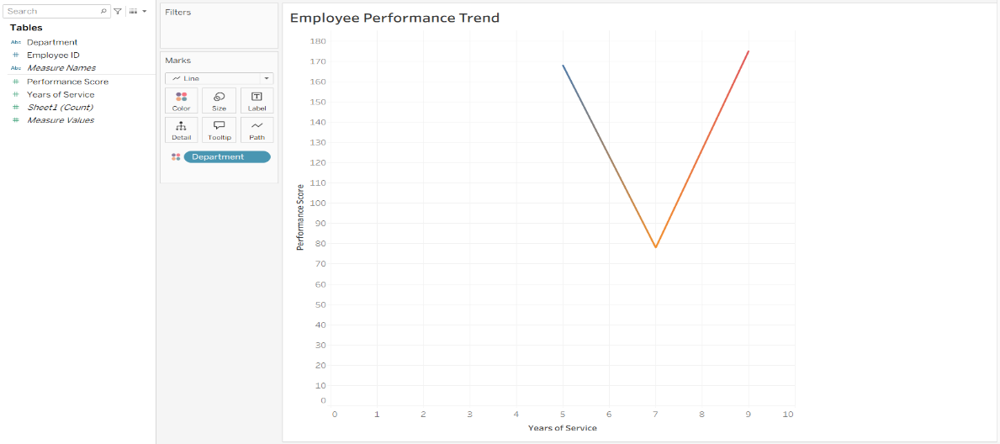 Search
Tables
Abc Department
# Employee ID
Abc Measure Names
# Performance Score
# Years of Service
# Sheet1 (Count)
# Measure Values
Filters
Marks
Line
Color Size Label
Detail Tooltip Path
Department
Employee Performance Trend
Performance Score
180
170
160
150
140
130
120
110
100
90
80
70
60
50
40
30
20
10
0
0 1 2 3 4 5 6 7 8 9 10
Years of Service